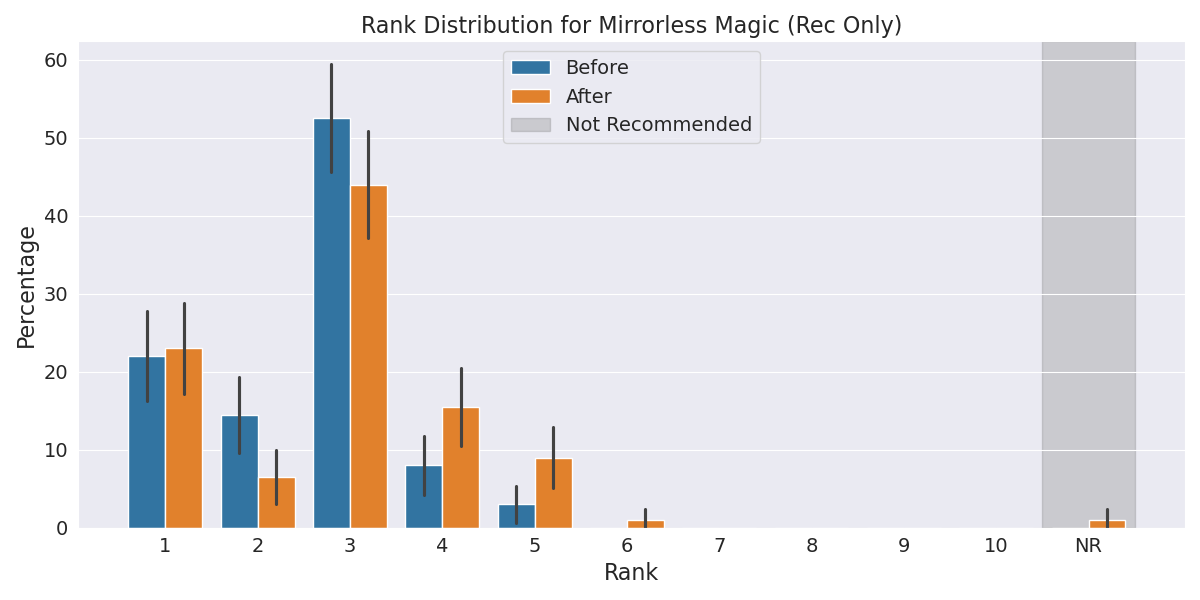 Rank Distribution for Mirrorless Magic (Rec Only)
Before
After
Not Recommended
Percentage
60
50
40
30
20
10
0
1 2 3 4 5 6 7 8 9 10 NR
Rank